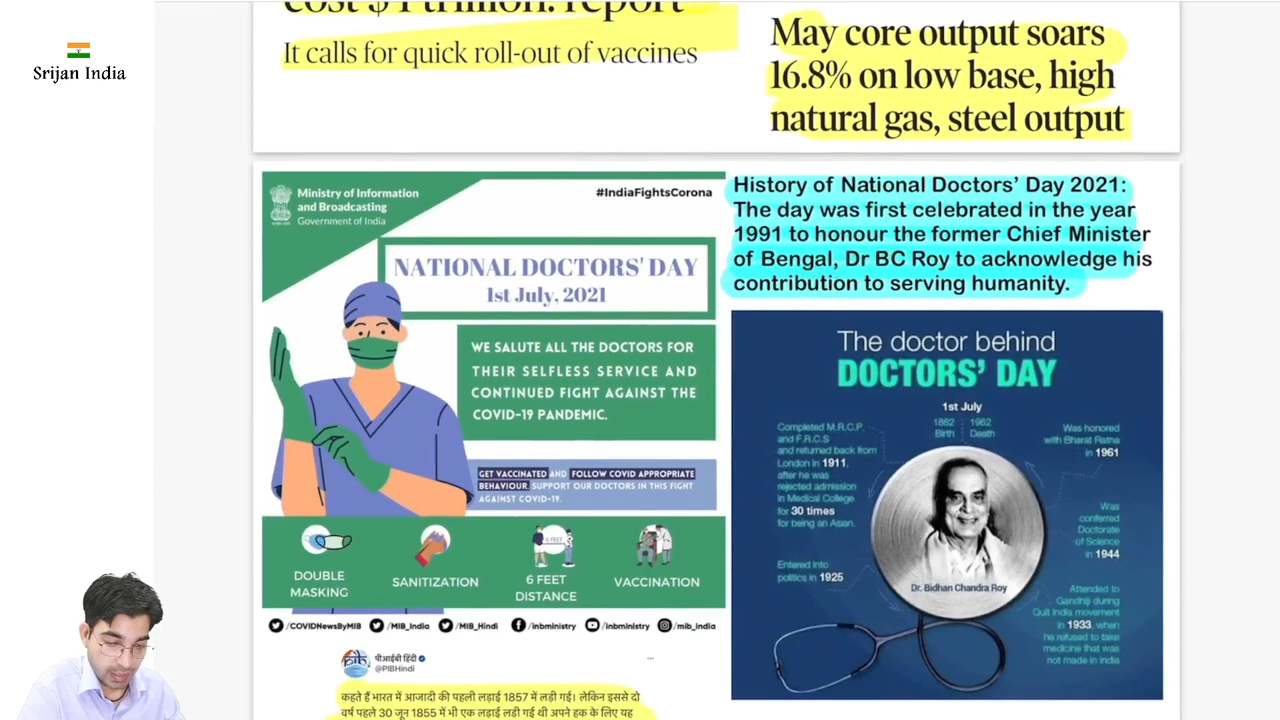 Srijan India
cost $1 trillion: report
It calls for quick roll-out of vaccines
May core output soars
16.8% on low base, high
natural gas, steel output
Ministry of Information
and Broadcasting
Government of India
#IndiaFightsCorona
NATIONAL DOCTORS' DAY
1st July, 2021
WE SALUTE ALL THE DOCTORS FOR
THEIR SELFLESS SERVICE AND
CONTINUED FIGHT AGAINST THE
COVID-19 PANDEMIC.
GET VACCINATED AND FOLLOW COVID APPROPRIATE
BEHAVIOUR. SUPPORT OUR DOCTORS IN THIS FIGHT
AGAINST COVID-19.
6 FEET
DOUBLE
MASKING
SANITIZATION
6 FEET
DISTANCE
VACCINATION
/COVIDNewsByMIB /MIB_India /MIB_Hindi /inbministry /inbministry /mib_india
History of National Doctors' Day 2021:
The day was first celebrated in the year
1991 to honour the former Chief Minister
of Bengal, Dr BC Roy to acknowledge his
contribution to serving humanity.
The doctor behind
DOCTORS' DAY
1st July
1882 1962
Birth Death
Completed M.R.C.P.
and F.R.C.S
and returned back from
London in 1911,
after he was
rejected admission
in Medical College
for 30 times
for being an Asian.
Entered into
politics in 1925
Was honored
with Bharat Ratna
in 1961
Was
conferred
Doctorate
of Science
in 1944
Attended to
Gandhiji during
Quit India movement
in 1933, when
he refused to take
medicine that was
not made in India
Dr. Bidhan Chandra Roy
पीआईबी हिंदी
@PIBHindi
कहते हैं भारत में आजादी की पहली लड़ाई 1857 में लड़ी गई। लेकिन इससे दो
वर्ष पहले 30 जून 1855 में भी एक लड़ाई लड़ी गई थी अपने हक के लिए यह